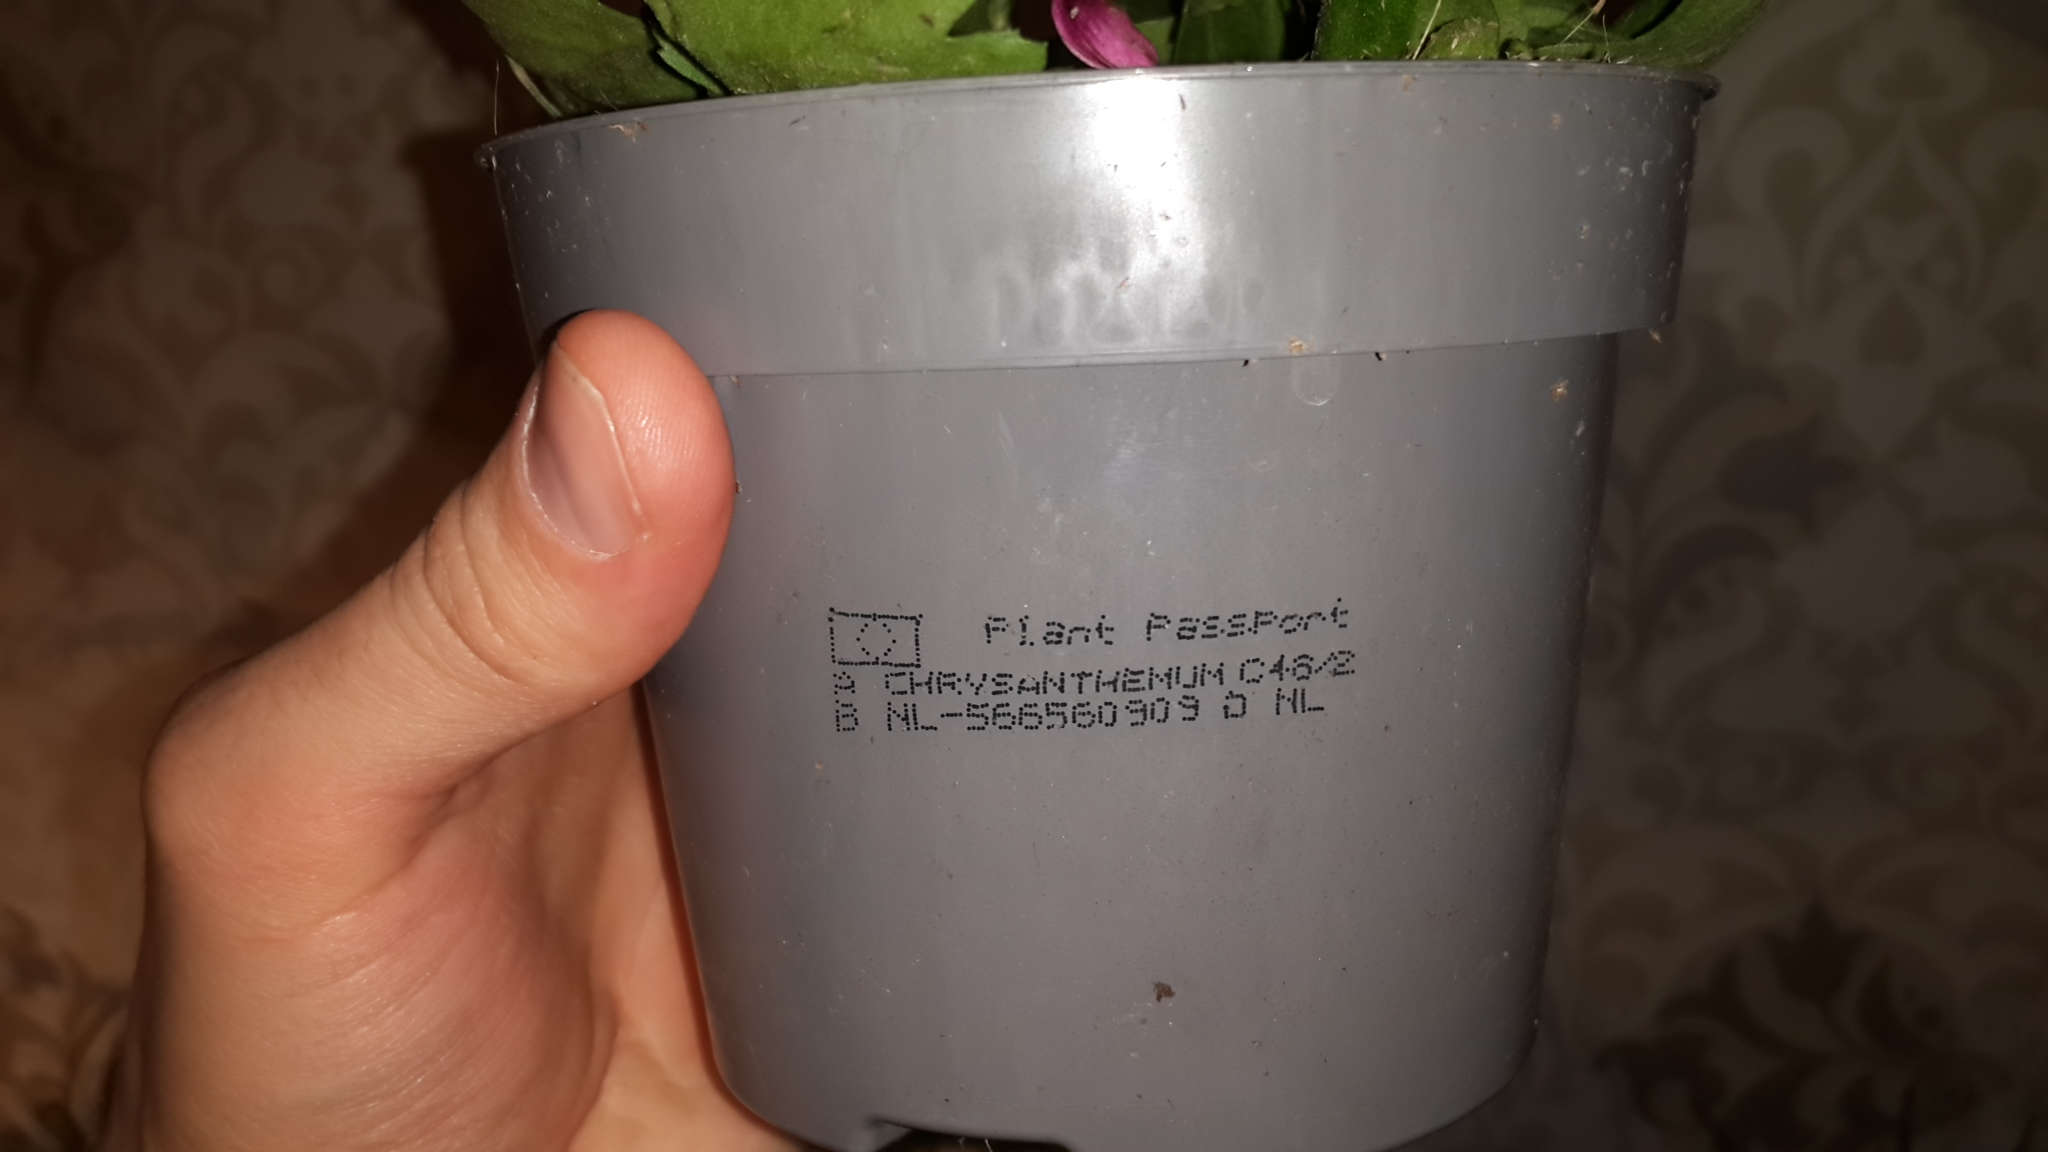 Plant Passport
A CHRYSANTHEMUM C46/2
B NL-566560909 D NL